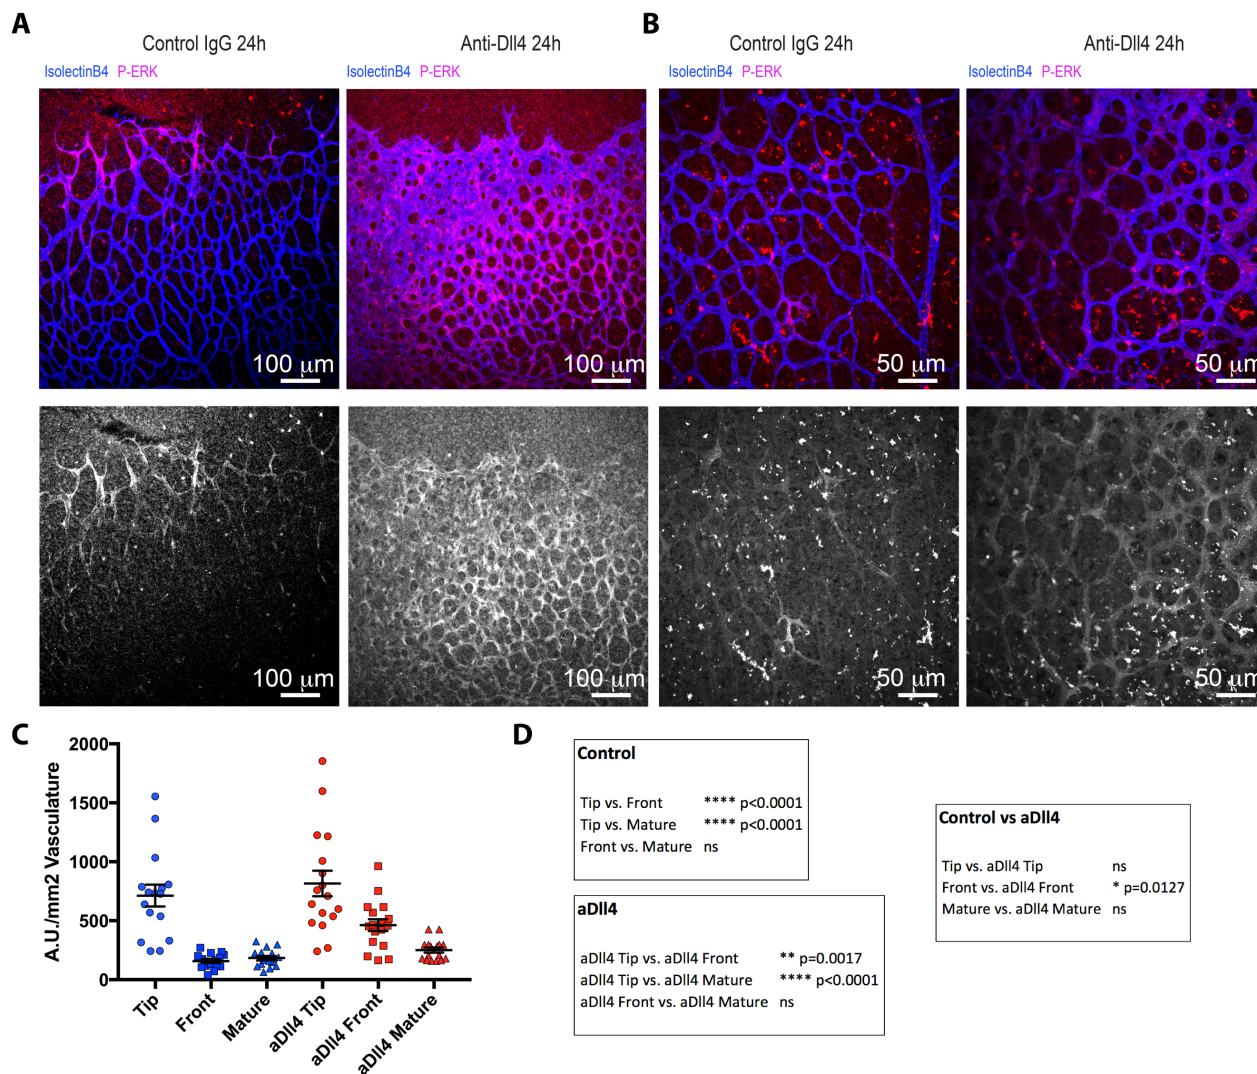 A
B
Control IgG 24h
Anti-Dll4 24h
Control IgG 24h
Anti-Dll4 24h
IsolectinB4 P-ERK
IsolectinB4 P-ERK
IsolectinB4 P-ERK
IsolectinB4 P-ERK
100 μm
100 μm
50 μm
50 μm
100 μm
100 μm
50 μm
50 μm
C
A.U./mm2 Vasculature
2000
1500
1000
500
0
Tip
Front
Mature
aDll4 Tip
aDll4 Front
aDll4 Mature
D
Control
Tip vs. Front **** p<0.0001
Tip vs. Mature **** p<0.0001
Front vs. Mature ns
aDll4
aDll4 Tip vs. aDll4 Front ** p=0.0017
aDll4 Tip vs. aDll4 Mature **** p<0.0001
aDll4 Front vs. aDll4 Mature ns
Control vs aDll4
Tip vs. aDll4 Tip ns
Front vs. aDll4 Front * p=0.0127
Mature vs. aDll4 Mature ns